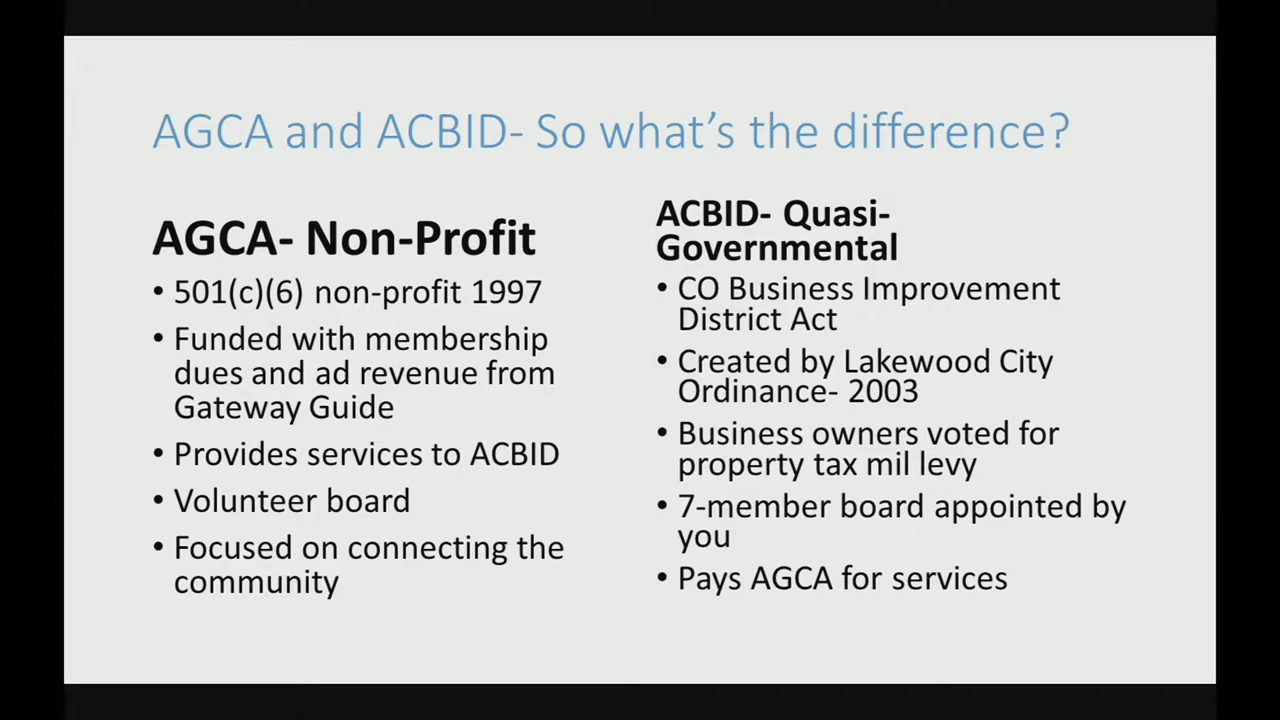 AGCA and ACBID- So what's the difference?
AGCA- Non-Profit
• 501(c)(6) non-profit 1997
• Funded with membership
dues and ad revenue from
Gateway Guide
• Provides services to ACBID
• Volunteer board
• Focused on connecting the
community
ACBID- Quasi-
Governmental
• CO Business Improvement
District Act
• Created by Lakewood City
Ordinance- 2003
• Business owners voted for
property tax mil levy
• 7-member board appointed by
you
• Pays AGCA for services